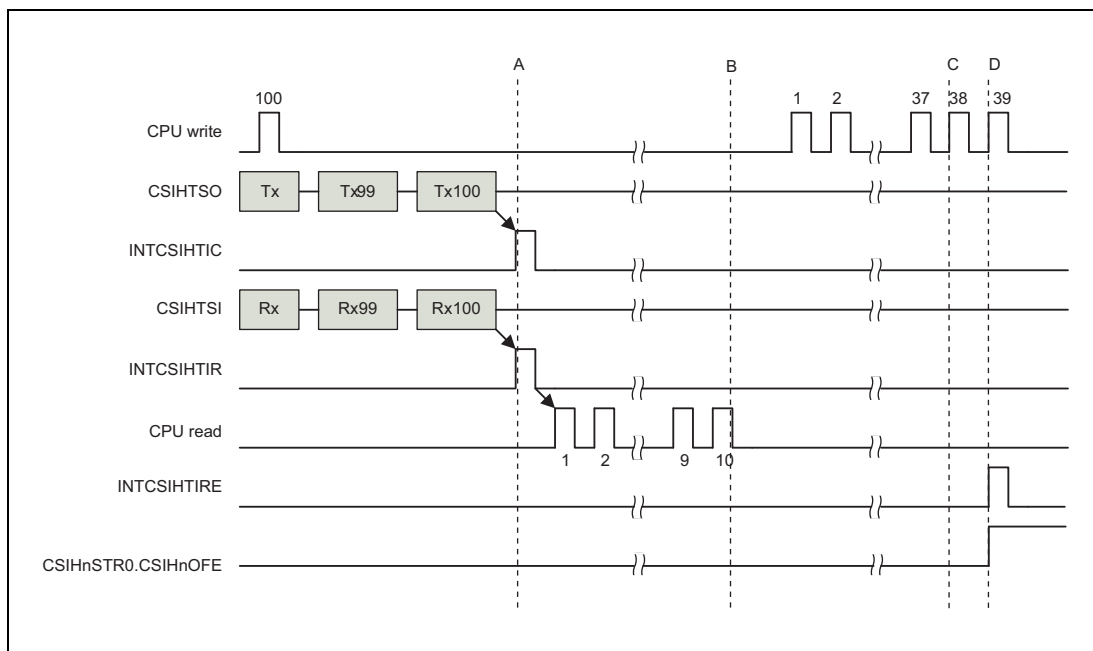 A B C D
100 1 2 37 38 39
CPU write
CSIHTSO Tx Tx99 Tx100
INTCSIHTIC
CSIHTSI Rx Rx99 Rx100
INTCSIHTIR
CPU read
1 2 9 10
INTCSIHTIRE
CSIHnSTR0.CSIHnOFE